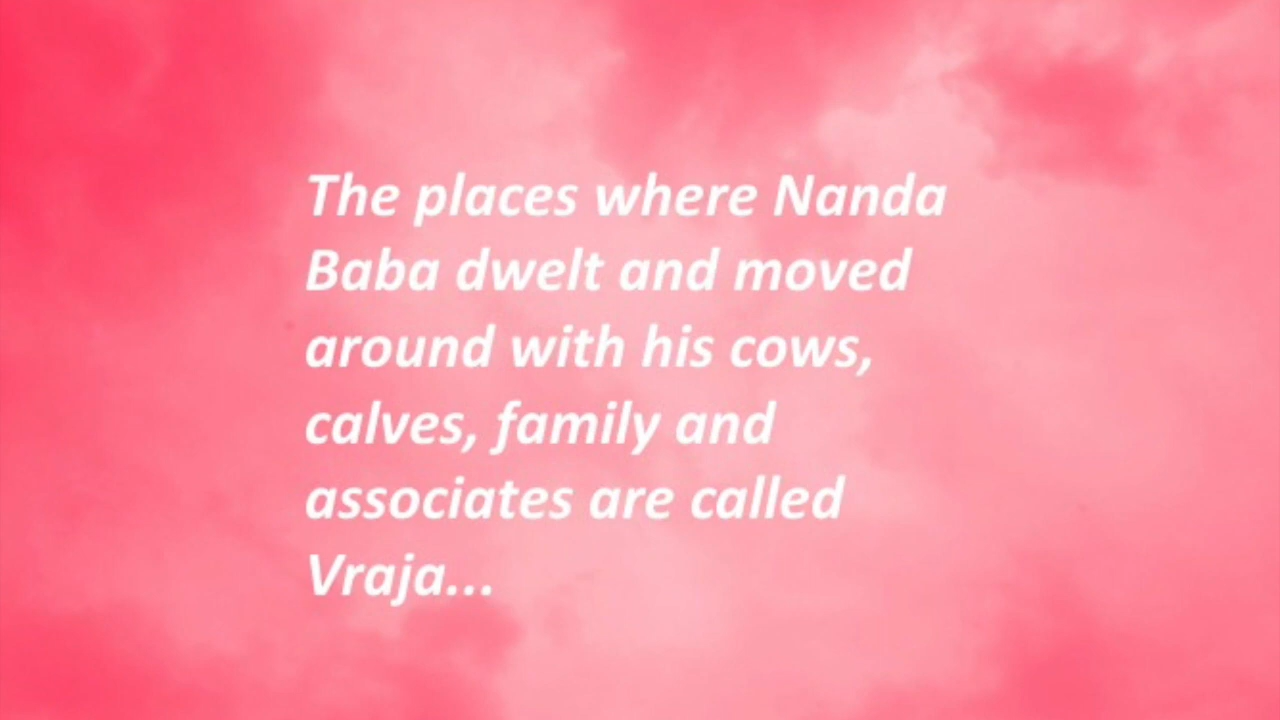 The places where Nanda
Baba dwelt and moved
around with his cows,
calves, family and
associates are called
Vraja...